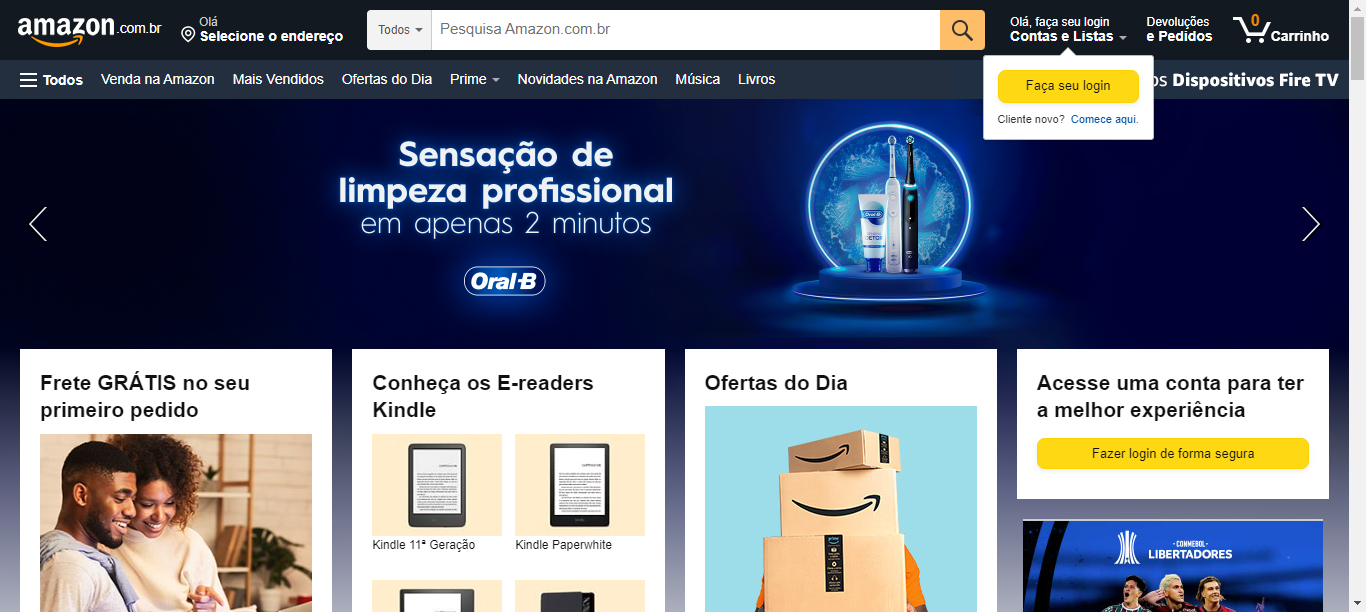 amazon.com.br
Olá
Selecione o endereço
Todos
Pesquisa Amazon.com.br
Olá, faça seu login
Contas e Listas
Devoluções
e Pedidos
0
Carrinho
Todos
Venda na Amazon
Mais Vendidos
Ofertas do Dia
Prime
Novidades na Amazon
Música
Livros
os Dispositivos Fire TV
Faça seu login
Cliente novo? Comece aqui.
Sensação de
limpeza profissional
em apenas 2 minutos
Oral-B
Oral-B
DETOX
Frete GRÁTIS no seu
primeiro pedido
Conheça os E-readers
Kindle
Kindle 11ª Geração
Kindle Paperwhite
Ofertas do Dia
prime
Acesse uma conta para ter
a melhor experiência
Fazer login de forma segura
CONMEBOL
LIBERTADORES